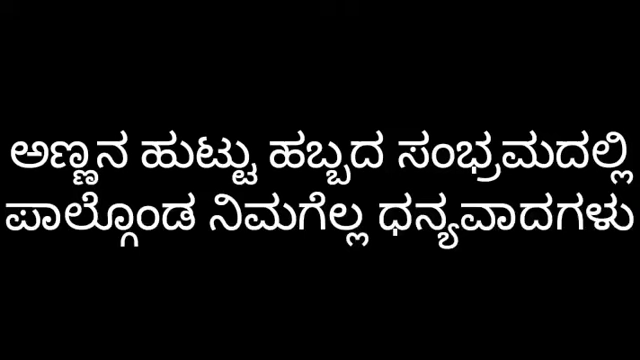 ಅಣ್ಣನ ಹುಟ್ಟು ಹಬ್ಬದ ಸಂಭ್ರಮದಲ್ಲಿ
ಪಾಲ್ಗೊಂಡ ನಿಮಗೆಲ್ಲ ಧನ್ಯವಾದಗಳು